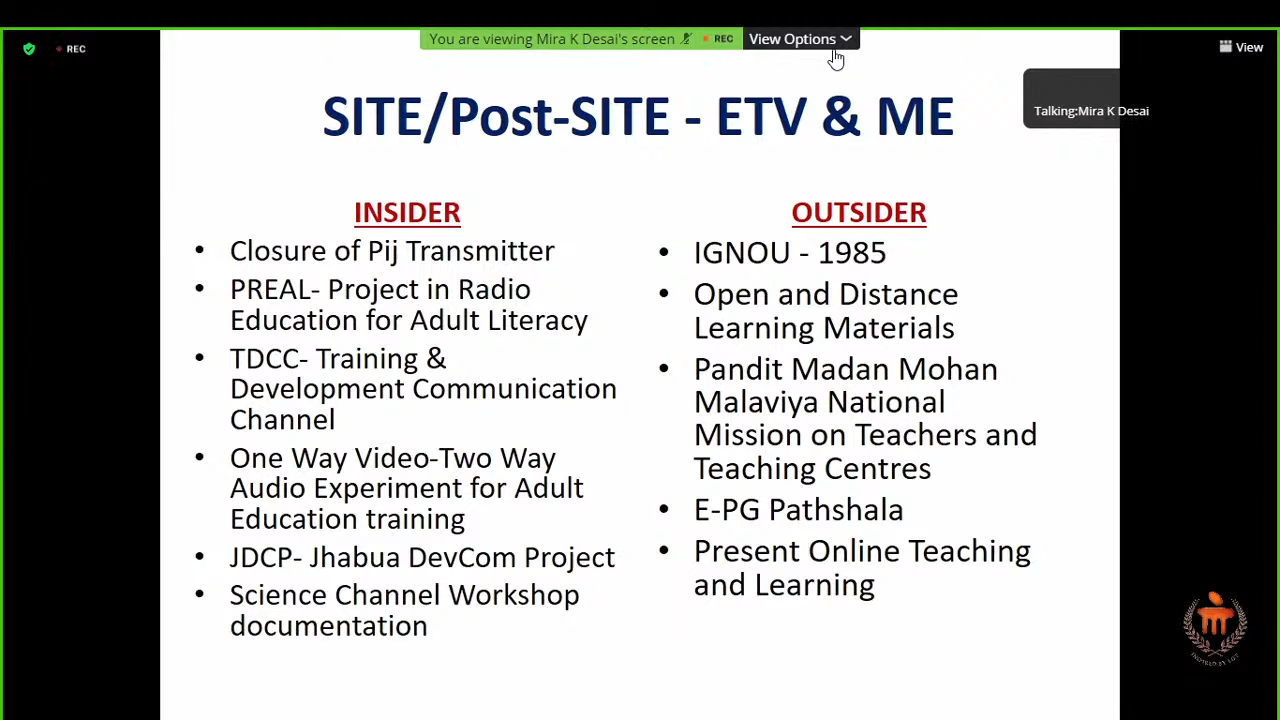 You are viewing Mira K Desai's screen
REC
View Options
REC
View
Talking:Mira K Desai
SITE/Post-SITE - ETV & ME
INSIDER
• Closure of Pij Transmitter
• PREAL- Project in Radio
Education for Adult Literacy
• TDCC- Training &
Development Communication
Channel
• One Way Video-Two Way
Audio Experiment for Adult
Education training
• JDCP- Jhabua DevCom Project
• Science Channel Workshop
documentation
OUTSIDER
• IGNOU - 1985
• Open and Distance
Learning Materials
• Pandit Madan Mohan
Malaviya National
Mission on Teachers and
Teaching Centres
• E-PG Pathshala
• Present Online Teaching
and Learning
INSPIRED BY LIFE